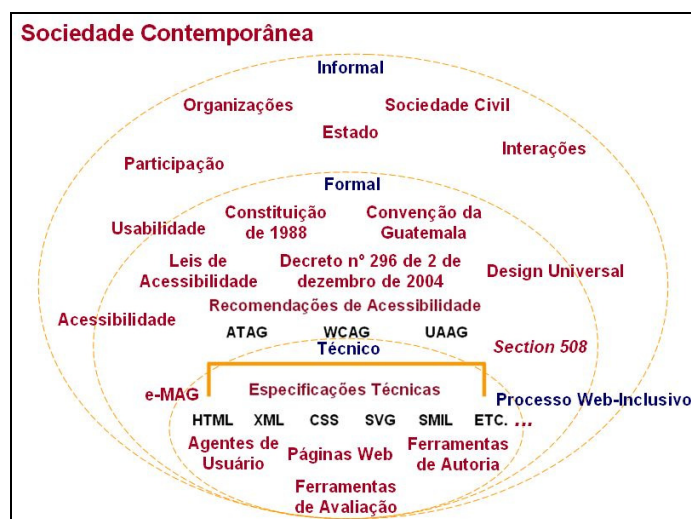 Sociedade Contemporânea
Informal
Organizações
Sociedade Civil
Estado
Interações
Participação
Formal
Constituição
de 1988
Convenção da
Guatemala
Usabilidade
Leis de
Acessibilidade
Decreto nº 296 de 2 de
dezembro de 2004
Design Universal
Recomendações de Acessibilidade
Acessibilidade
ATAG WCAG UAAG
Técnico
Section 508
e-MAG
Especificações Técnicas
Processo Web-Inclusivo
HTML XML CSS SVG SMIL ETC. ...
Agentes de
Usuário
Páginas Web
Ferramentas
de Autoria
Ferramentas
de Avaliação